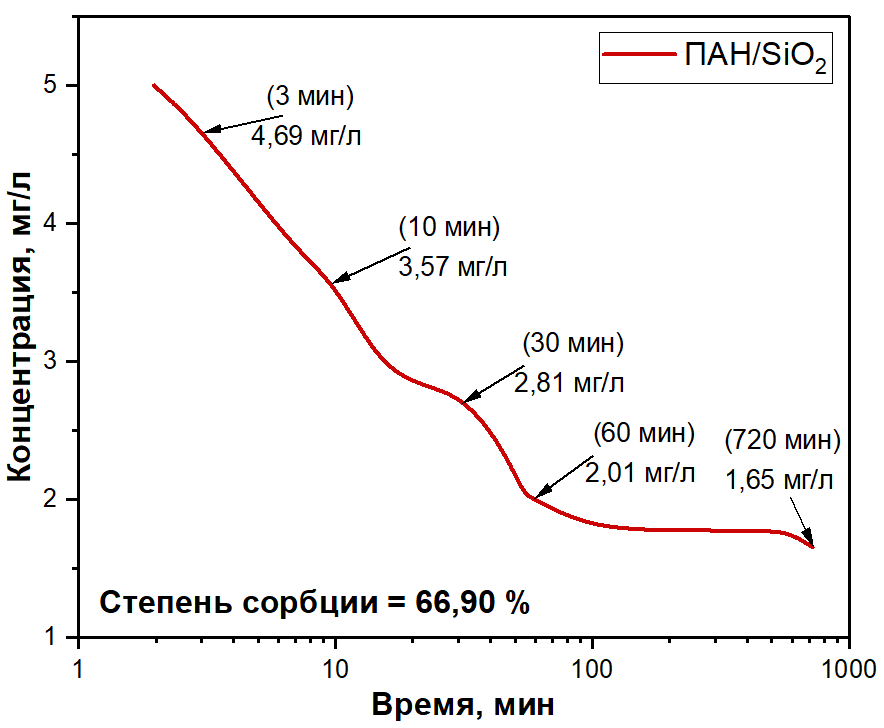 ПАН/SiO₂
5
(3 мин)
4,69 мг/л
4
(10 мин)
3,57 мг/л
3
(30 мин)
2,81 мг/л
(60 мин)
2,01 мг/л
(720 мин)
1,65 мг/л
2
Степень сорбции = 66,90 %
1
1
10
100
1000
Время, мин
Концентрация, мг/л